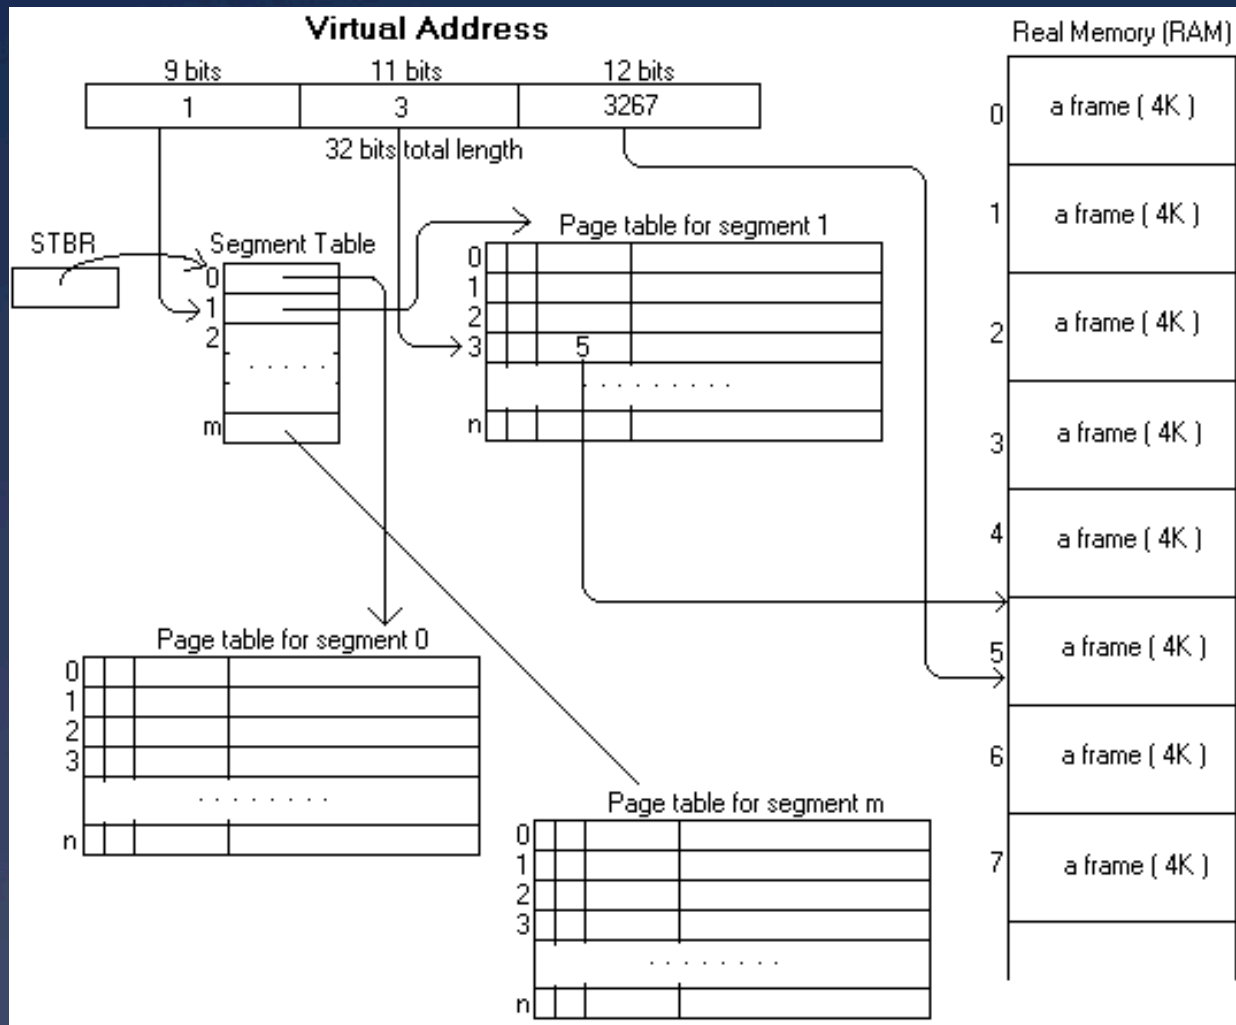 Virtual Address
9 bits 11 bits 12 bits
1 3 3267
32 bits total length
STBR
Segment Table
0
1
2
. . . . .
m
Page table for segment 1
0
1
2
3 5
. . . . . . . . .
n
Page table for segment 0
0
1
2
3
. . . . . . . .
n
Page table for segment m
0
1
2
3
. . . . . . . .
n
Real Memory (RAM)
0 a frame ( 4K )
1 a frame ( 4K )
2 a frame ( 4K )
3 a frame ( 4K )
4 a frame ( 4K )
5 a frame ( 4K )
6 a frame ( 4K )
7 a frame ( 4K )